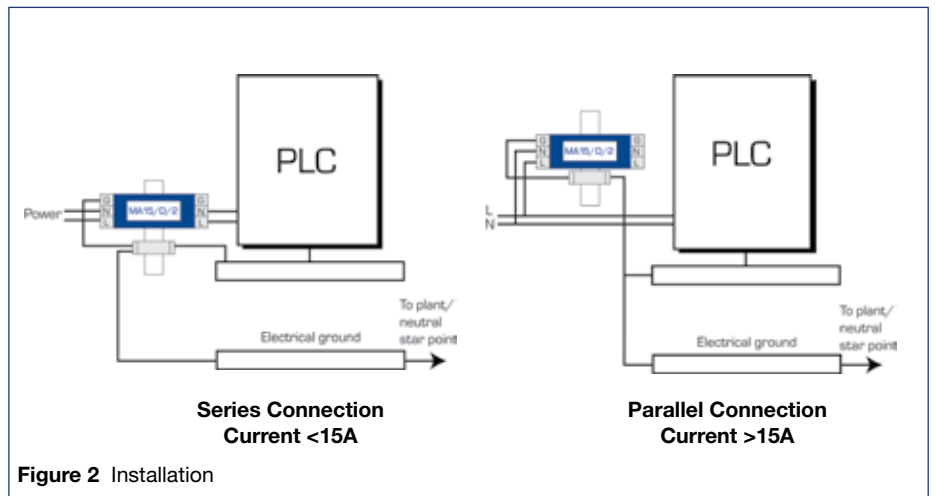 PLC
G
N
L
MA15/D/2
G
N
L
Power
To plant/
neutral
star point
Electrical ground
Series Connection
Current <15A
PLC
G
N
L
MA15/D/2
G
N
L
L
N
To plant/
neutral
star point
Electrical ground
Parallel Connection
Current >15A
Figure 2 Installation